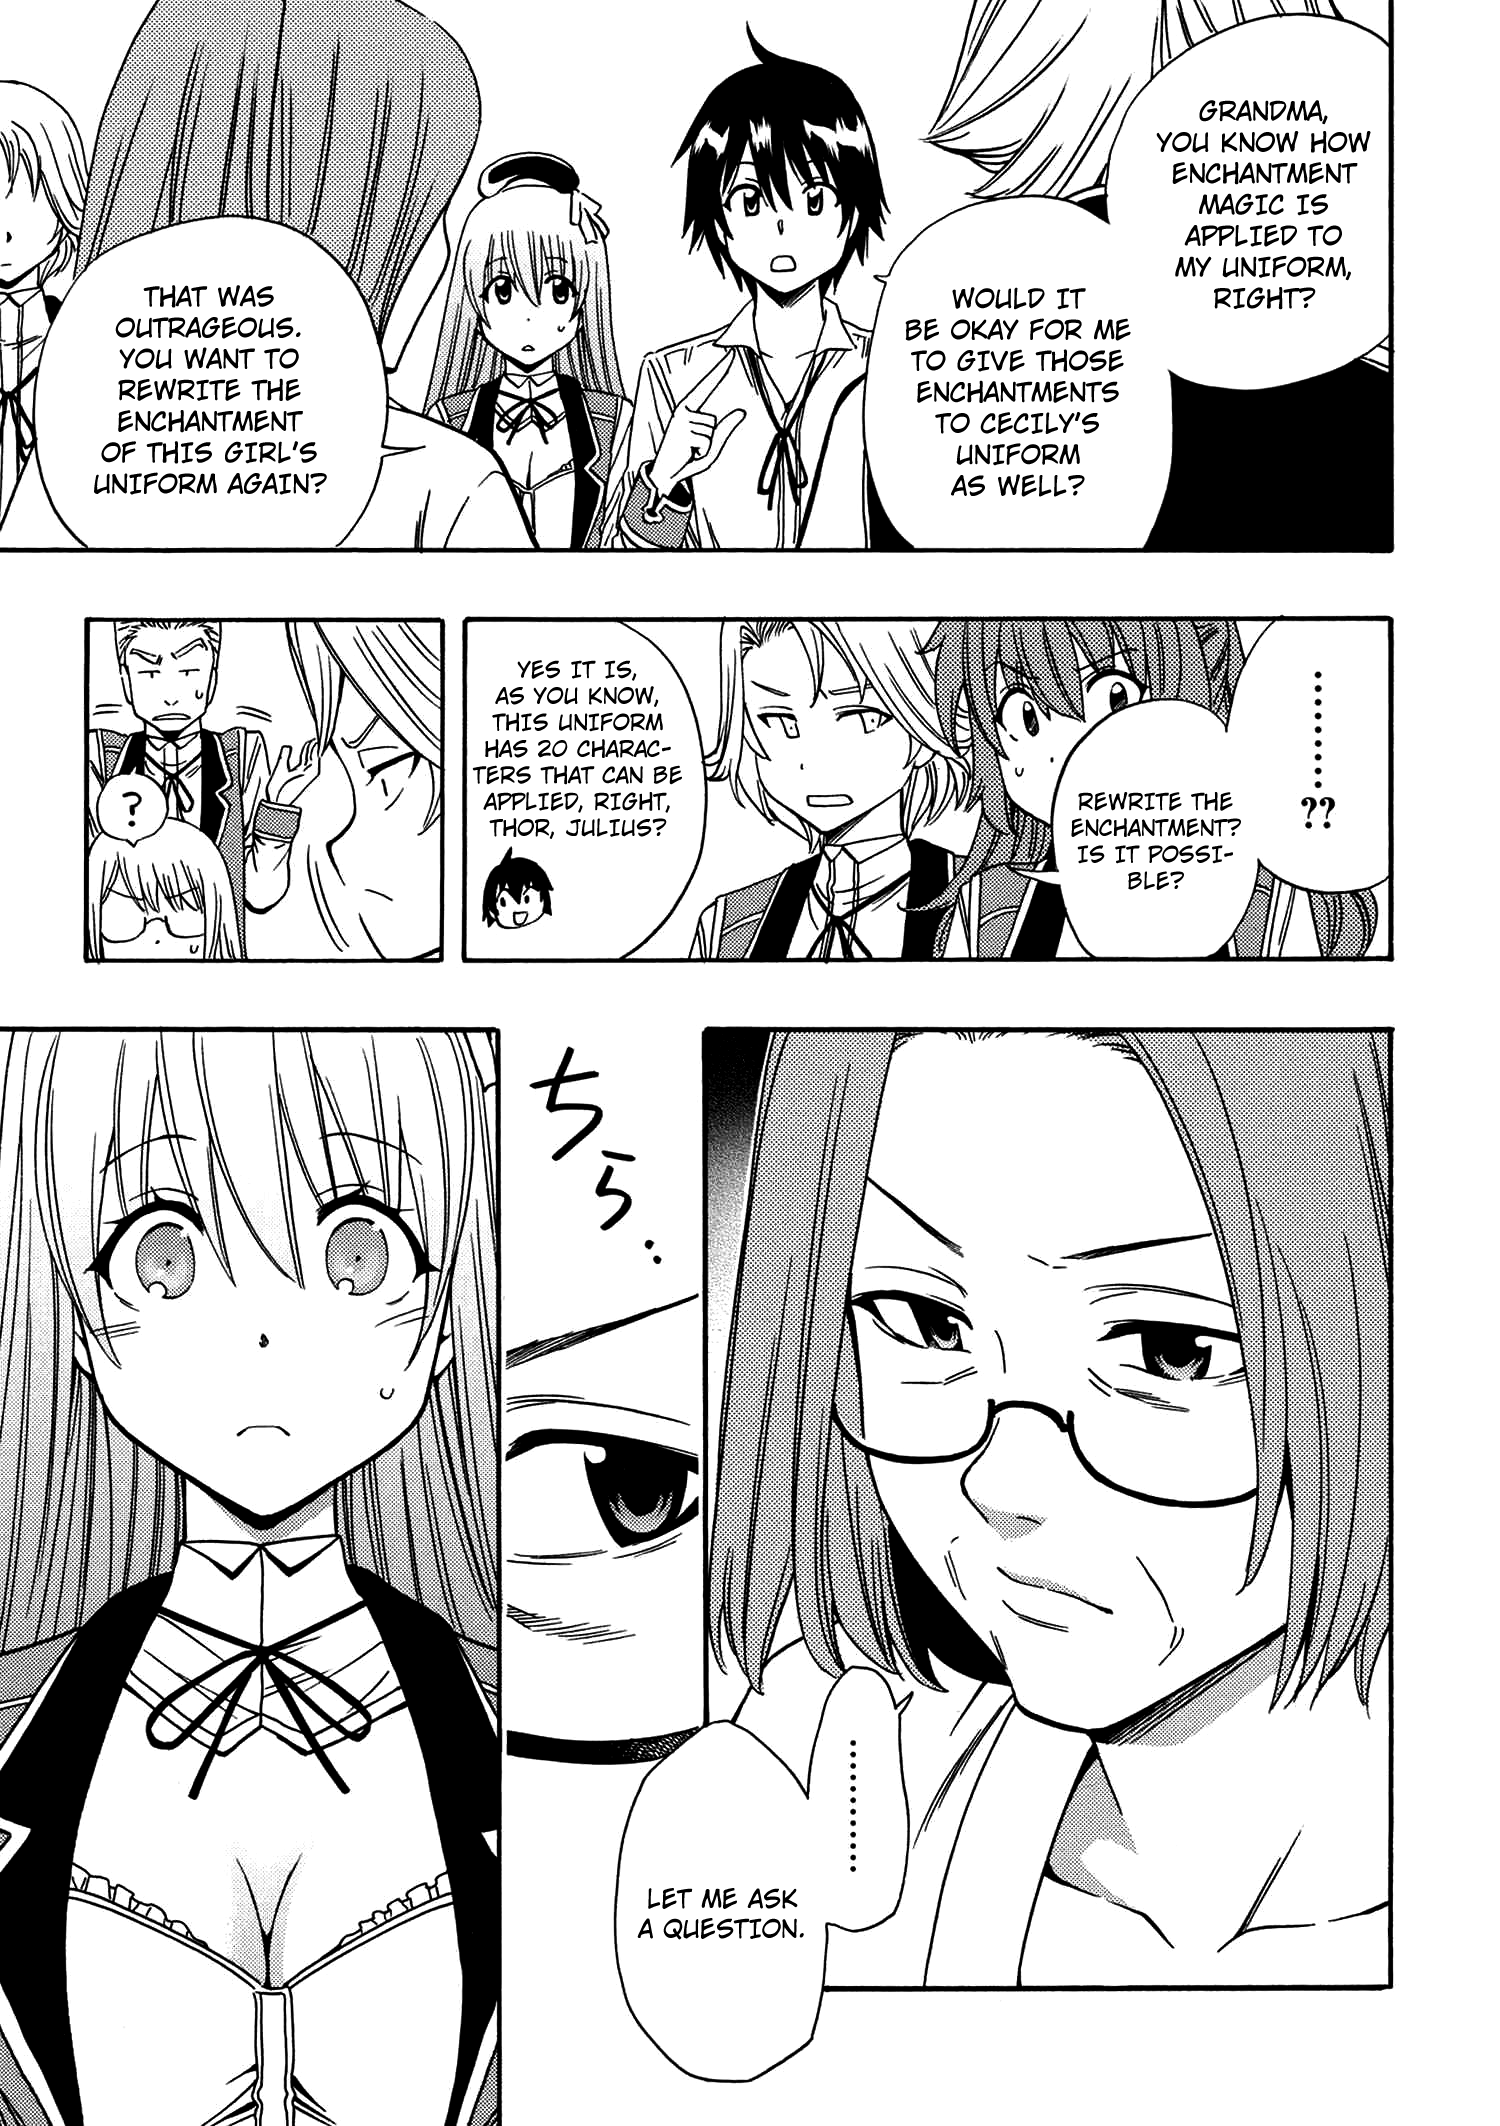 GRANDMA,
YOU KNOW HOW
ENCHANTMENT
MAGIC IS
APPLIED TO
MY UNIFORM,
RIGHT?
WOULD IT
BE OKAY FOR ME
TO GIVE THOSE
ENCHANTMENTS
TO CECILY'S
UNIFORM
AS WELL?
THAT WAS
OUTRAGEOUS.
YOU WANT TO
REWRITE THE
ENCHANTMENT
OF THIS GIRL'S
UNIFORM AGAIN?
.......
??
REWRITE THE
ENCHANTMENT?
IS IT POSSI-
BLE?
YES IT IS,
AS YOU KNOW,
THIS UNIFORM
HAS 20 CHARAC-
TERS THAT CAN BE
APPLIED, RIGHT,
THOR, JULIUS?
?
.........
LET ME ASK
A QUESTION.
ちら‥